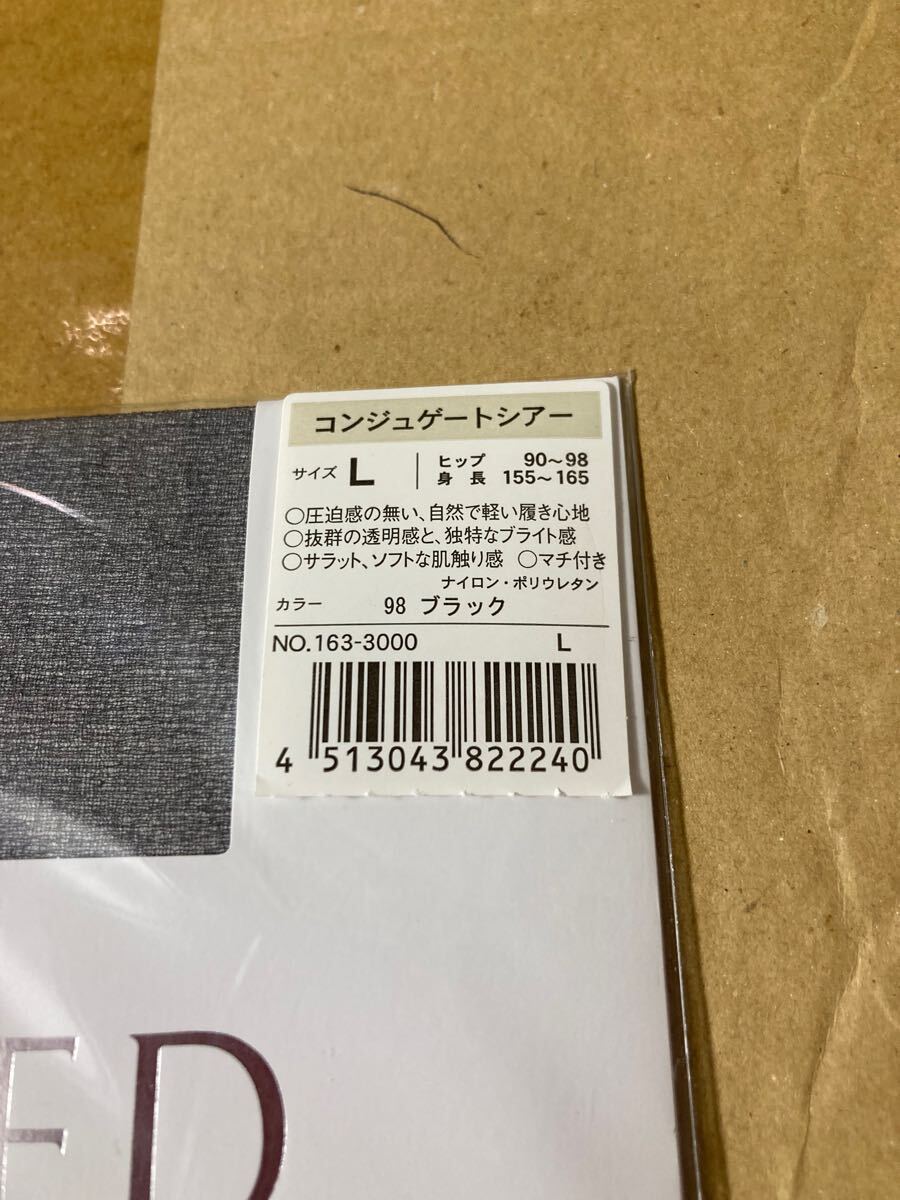 コンジュゲートシアー
サイズ L ヒップ 90〜98
身長 155〜165
○圧迫感の無い、自然で軽い履き心地
○抜群の透明感と、独特なブライト感
○サラット、ソフトな肌触り感 ○マチ付き
ナイロン・ポリウレタン
カラー 98 ブラック
NO.163-3000 L
4 513043 822240
ED